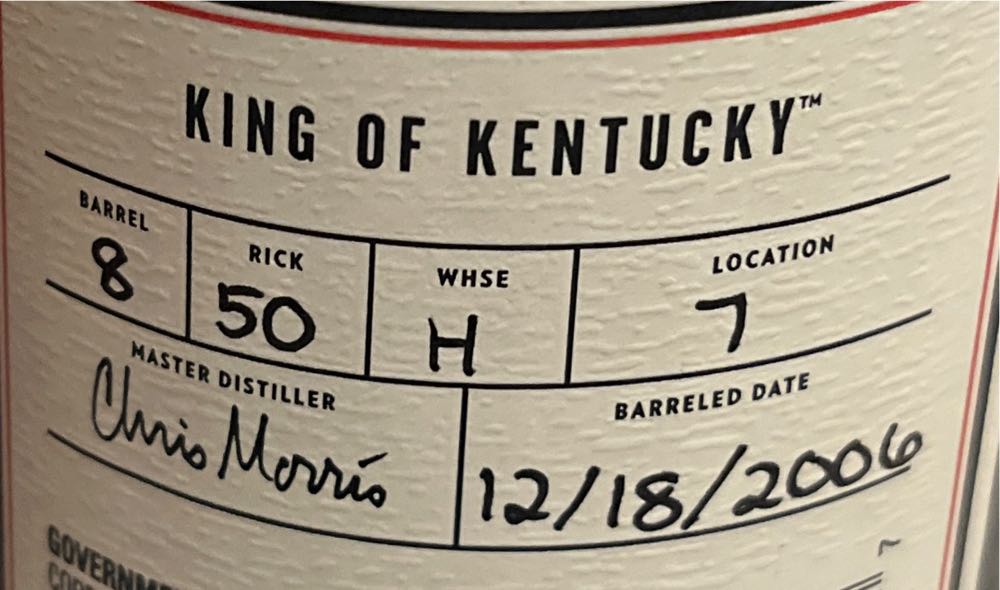 KING OF KENTUCKY™
BARREL RICK WHSE LOCATION
8 50 H 7
MASTER DISTILLER BARRELED DATE
Chris Morris 12/18/2006